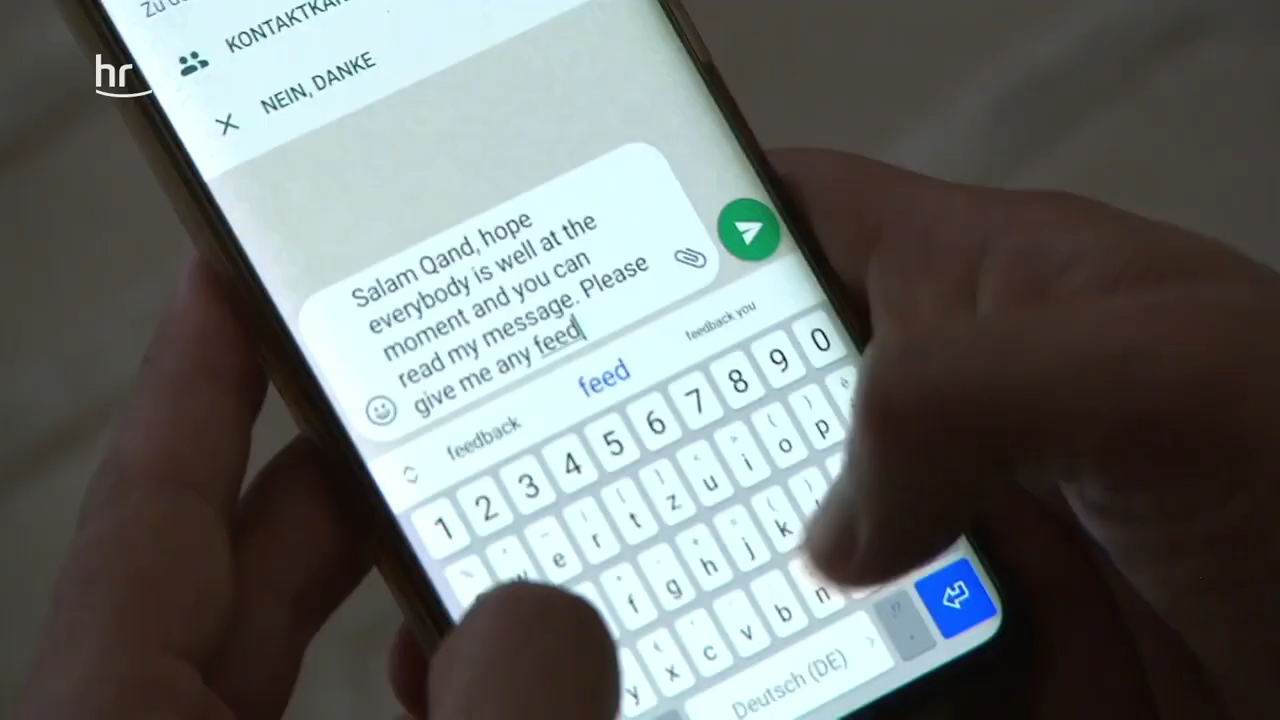 hr
NEIN, DANKE
Salam Qand, hope
everybody is well at the
moment and you can
read my message. Please
give me any feed
feedback
feed
feedback you
1 2 3 4 5 6 7 8 9 0
e r t z u i o p
f g h j k
y x c v b n
Deutsch (DE)